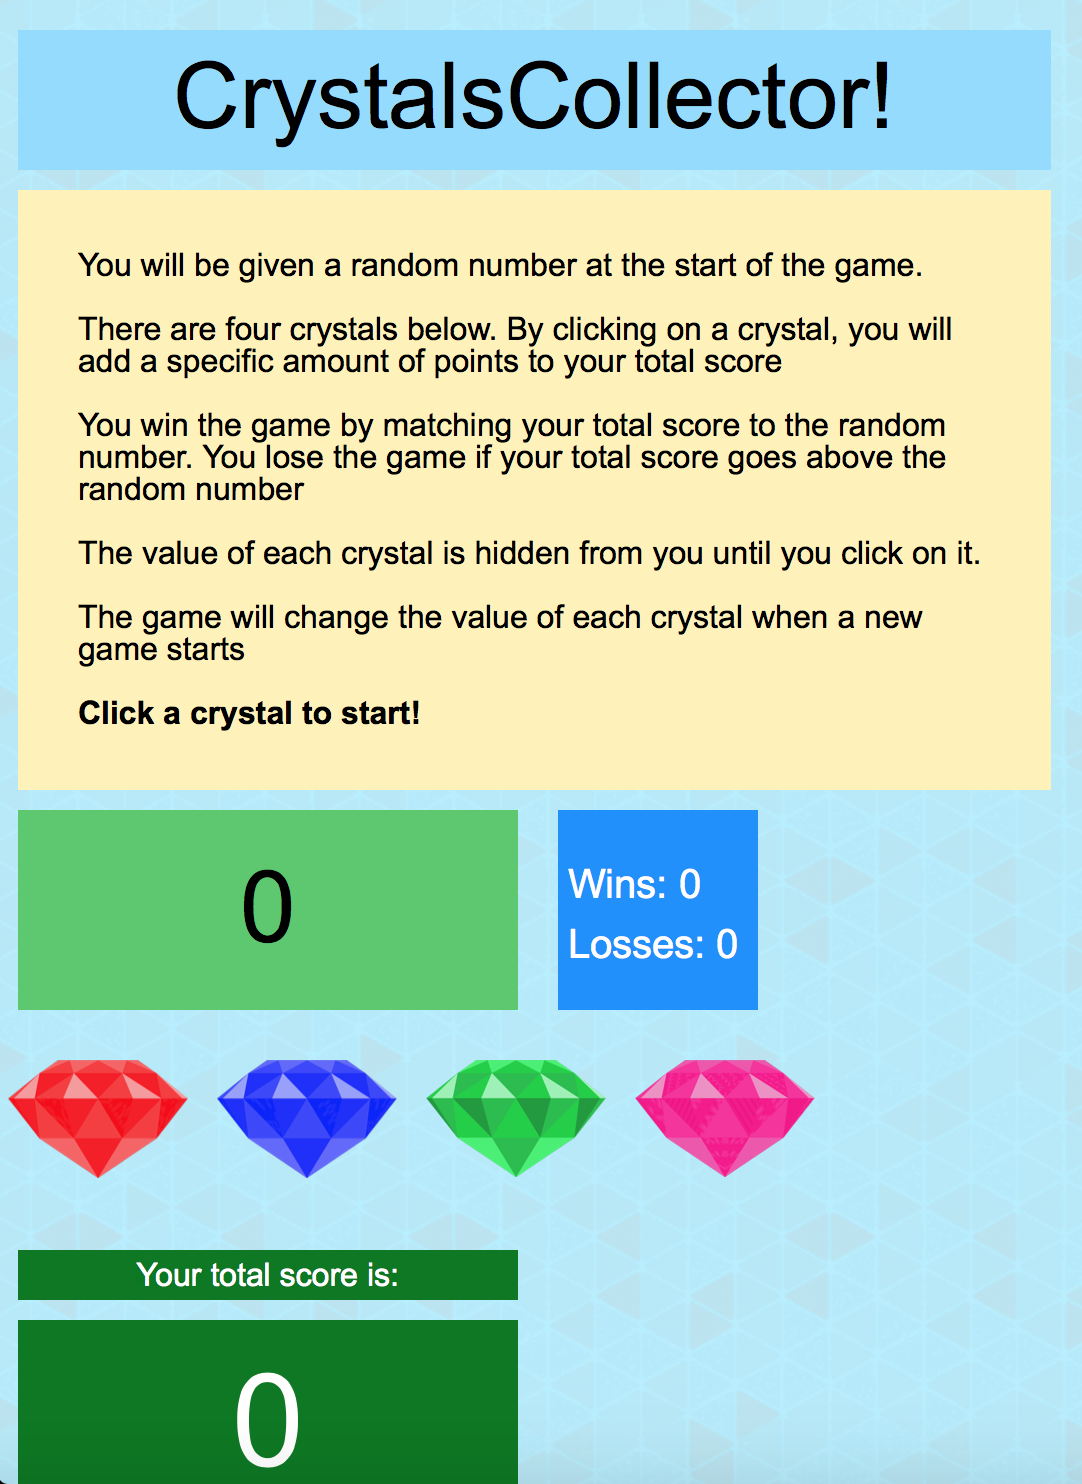 CrystalsCollector!
You will be given a random number at the start of the game.
There are four crystals below. By clicking on a crystal, you will
add a specific amount of points to your total score
You win the game by matching your total score to the random
number. You lose the game if your total score goes above the
random number
The value of each crystal is hidden from you until you click on it.
The game will change the value of each crystal when a new
game starts
Click a crystal to start!
0
Wins: 0
Losses: 0
Your total score is:
0